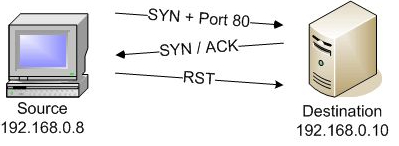 SYN + Port 80
SYN / ACK
RST
Source
192.168.0.8
Destination
192.168.0.10